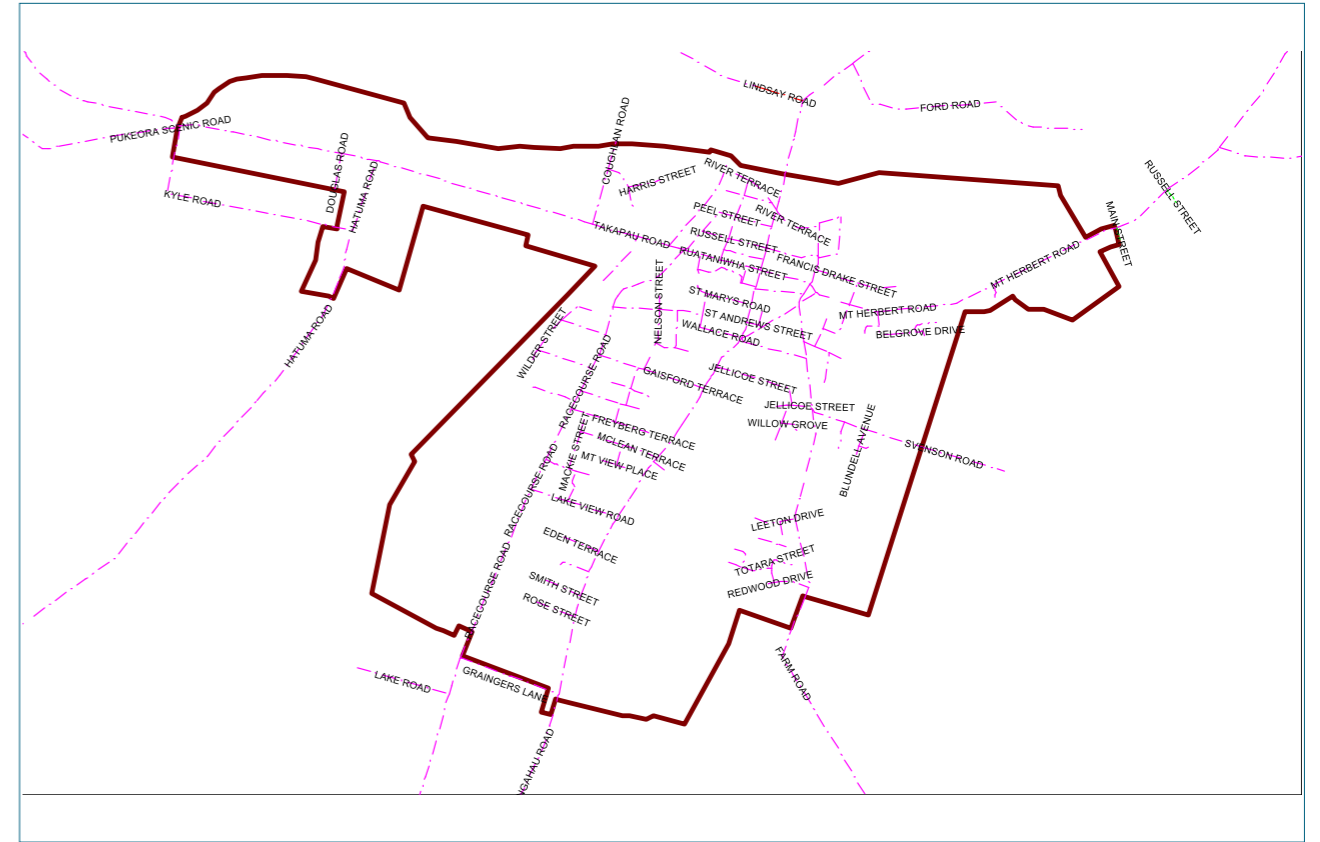 LINDSAY ROAD
FORD ROAD
PUKEORA SCENIC ROAD
COUGHLAN ROAD
DOUGLAS ROAD
HATUMA ROAD
KYLE ROAD
HARRIS STREET
RIVER TERRACE
RUSSELL STREET
MAIN STREET
PEEL STREET
RIVER TERRACE
TAKAPAU ROAD
RUSSELL STREET
RUATANIWHA STREET
FRANCIS DRAKE STREET
MT HERBERT ROAD
HATUMA ROAD
NELSON STREET
ST MARYS ROAD
MT HERBERT ROAD
ST ANDREWS STREET
WALLACE ROAD
BELGROVE DRIVE
WILDER STREET
RACECOURSE ROAD
GAISFORD TERRACE
JELLICOE STREET
JELLICOE STREET
WILLOW GROVE
BLUNDELL AVENUE
SVENSON ROAD
FREYBERG TERRACE
MCLEAN TERRACE
MACKIE STREET
MT VIEW PLACE
RACECOURSE ROAD
LAKE VIEW ROAD
LEETON DRIVE
EDEN TERRACE
TOTARA STREET
RACECOURSE ROAD
SMITH STREET
REDWOOD DRIVE
ROSE STREET
FARM ROAD
LAKE ROAD
GRAINGERS LANE
NGAHAU ROAD